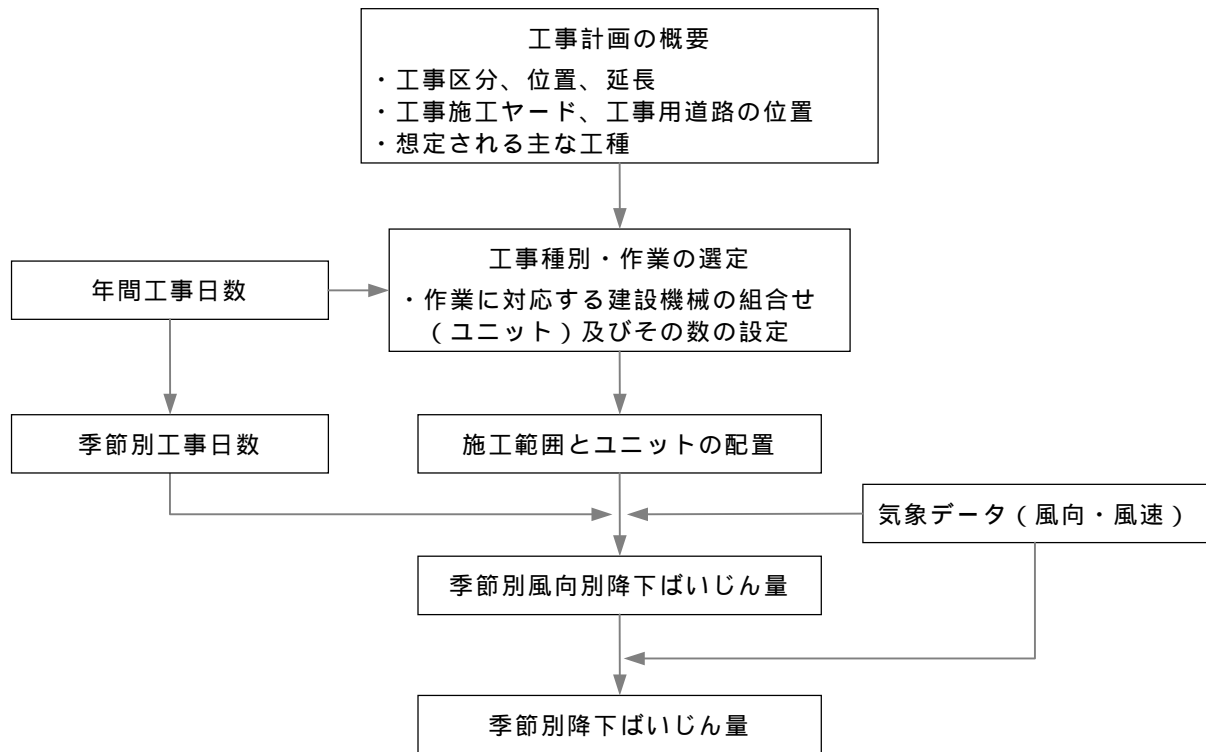 工事計画の概要
・工事区分、位置、延長
・工事施工ヤード、工事用道路の位置
・想定される主な工種
工事種別・作業の選定
・作業に対応する建設機械の組合せ
（ユニット）及びその数の設定
年間工事日数
季節別工事日数
施工範囲とユニットの配置
気象データ（風向・風速）
季節別風向別降下ばいじん量
季節別降下ばいじん量